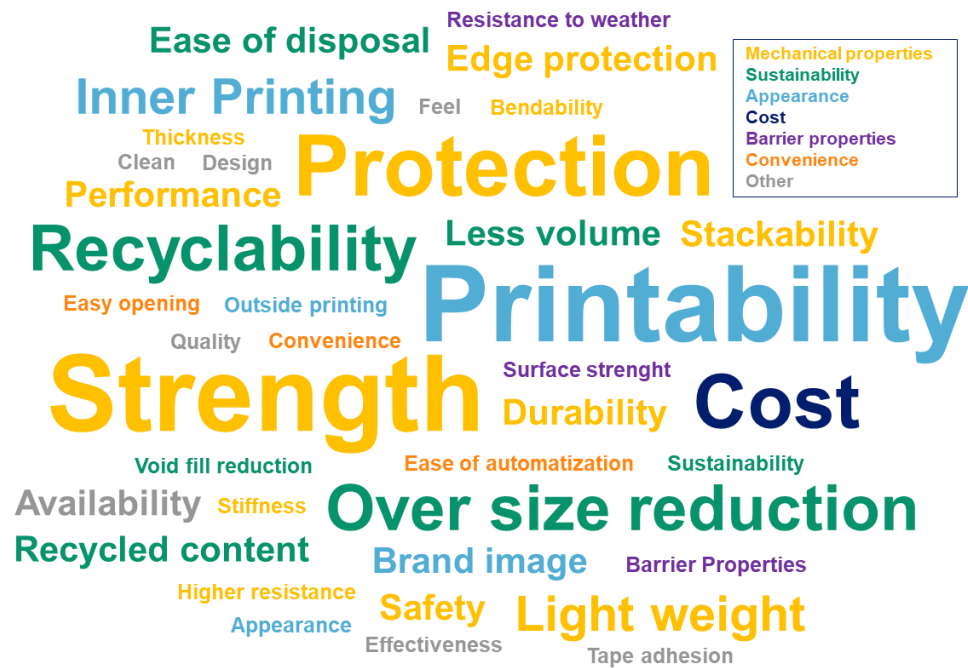 Resistance to weather
Ease of disposal
Edge protection
Mechanical properties
Sustainability
Appearance
Cost
Barrier properties
Convenience
Other
Inner Printing
Feel
Bendability
Thickness
Clean
Design
Protection
Performance
Recyclability
Less volume
Stackability
Printability
Easy opening
Outside printing
Quality
Convenience
Strength
Surface strenght
Durability
Cost
Void fill reduction
Ease of automatization
Sustainability
Availability
Stiffness
Over size reduction
Recycled content
Brand image
Barrier Properties
Higher resistance
Safety
Light weight
Appearance
Effectiveness
Tape adhesion